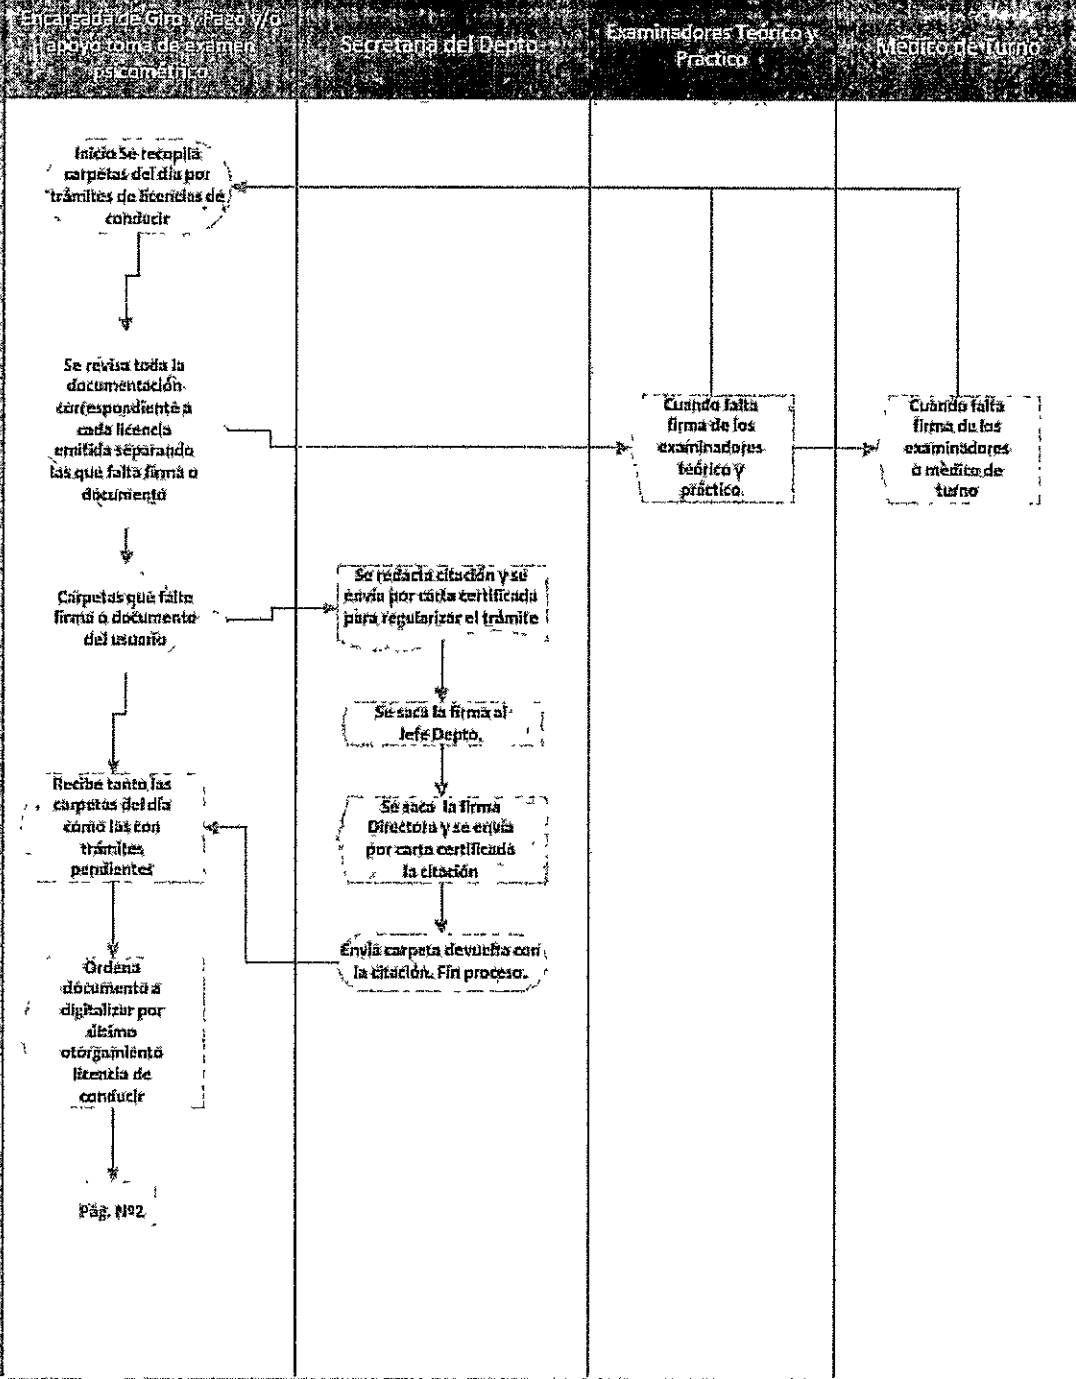 Encargada de Giro y Pago y/o
apoyo toma de examen
psicométrico
Secretaria del Depto
Examinadores Teórico y
Práctico
Médico de Turno
Inicio Se recopila
carpetas del día por
trámites de licencias de
conducir
Se revisa toda la
documentación
correspondiente a
cada licencia
emitida separando
las que falta firma o
documento
Cuando falta
firma de los
examinadores
teórico y
práctico.
Cuando falta
firma de los
examinadores
o médico de
turno
Carpetas que falta
firma o documento
del usuario
Se redacta citación y se
envía por carta certificada
para regularizar el trámite
Se saca la firma al
Jefe Depto.
Se saca la firma
Directora y se envía
por carta certificada
la citación
Envía carpeta devuelta con
la citación. Fin proceso.
Recibe tanto las
carpetas del día
como las con
trámites
pendientes
Ordena
documento a
digitalizar por
último
otorgamiento
licencia de
conducir
Pág. Nº2